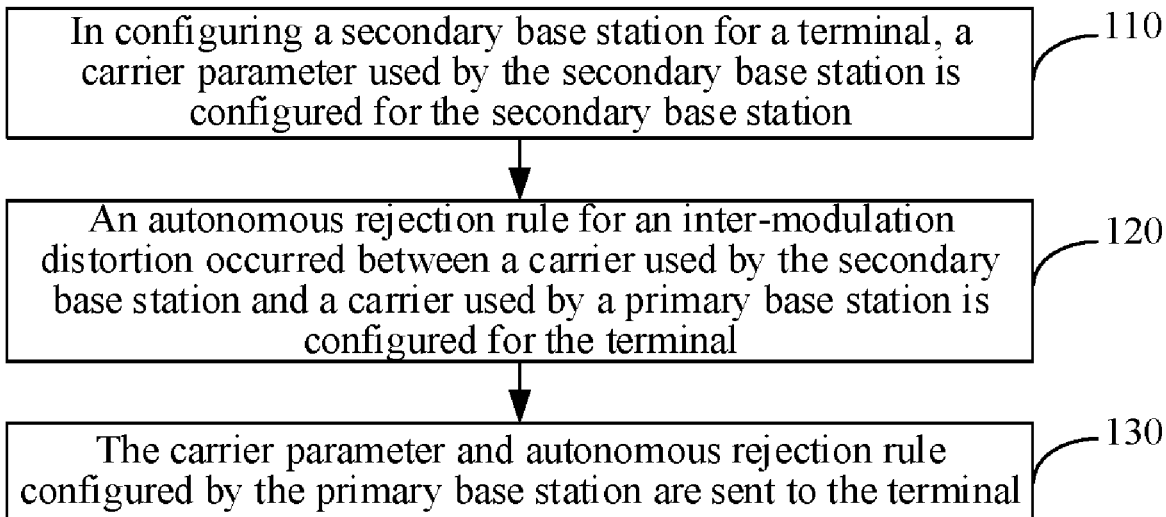 In configuring a secondary base station for a terminal, a
carrier parameter used by the secondary base station is
configured for the secondary base station
110
An autonomous rejection rule for an inter-modulation
distortion occurred between a carrier used by the secondary
base station and a carrier used by a primary base station is
configured for the terminal
120
The carrier parameter and autonomous rejection rule
configured by the primary base station are sent to the terminal
130